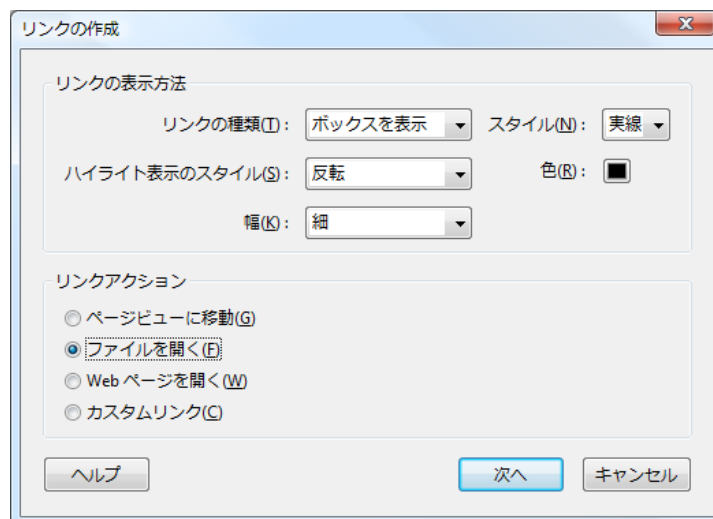 リンクの作成
リンクの表示方法
リンクの種類(T): ボックスを表示 スタイル(N): 実線
ハイライト表示のスタイル(S): 反転 色(R):
幅(K): 細
リンクアクション
ページビューに移動(G)
ファイルを開く(F)
Web ページを開く(W)
カスタムリンク(C)
ヘルプ 次へ キャンセル